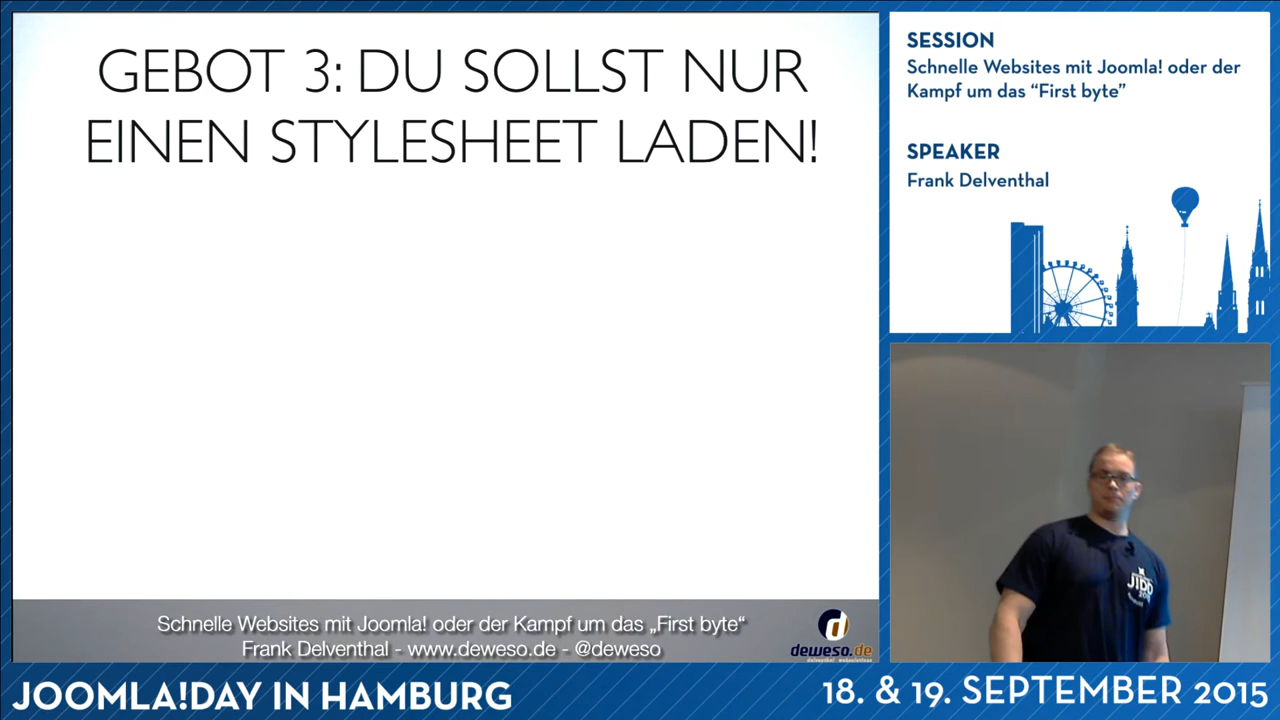 GEBOT 3: DU SOLLST NUR
EINEN STYLESHEET LADEN!
Schnelle Websites mit Joomla! oder der Kampf um das „First byte“
Frank Delventhal - www.deweso.de - @deweso
deweso.de
SESSION
Schnelle Websites mit Joomla! oder der
Kampf um das “First byte”
SPEAKER
Frank Delventhal
JOOMLA!DAY IN HAMBURG
18. & 19. SEPTEMBER 2015